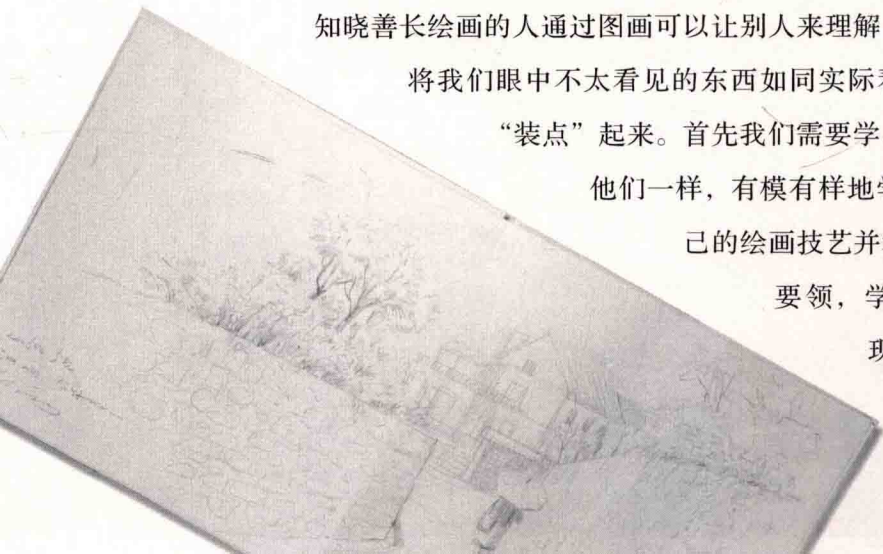 知晓善长绘画的人通过图画可以让别人来理解
将我们眼中不太看见的东西如同实际
“装点”起来。首先我们需要学
他们一样，有模有样地学
己的绘画技艺并
要领，学